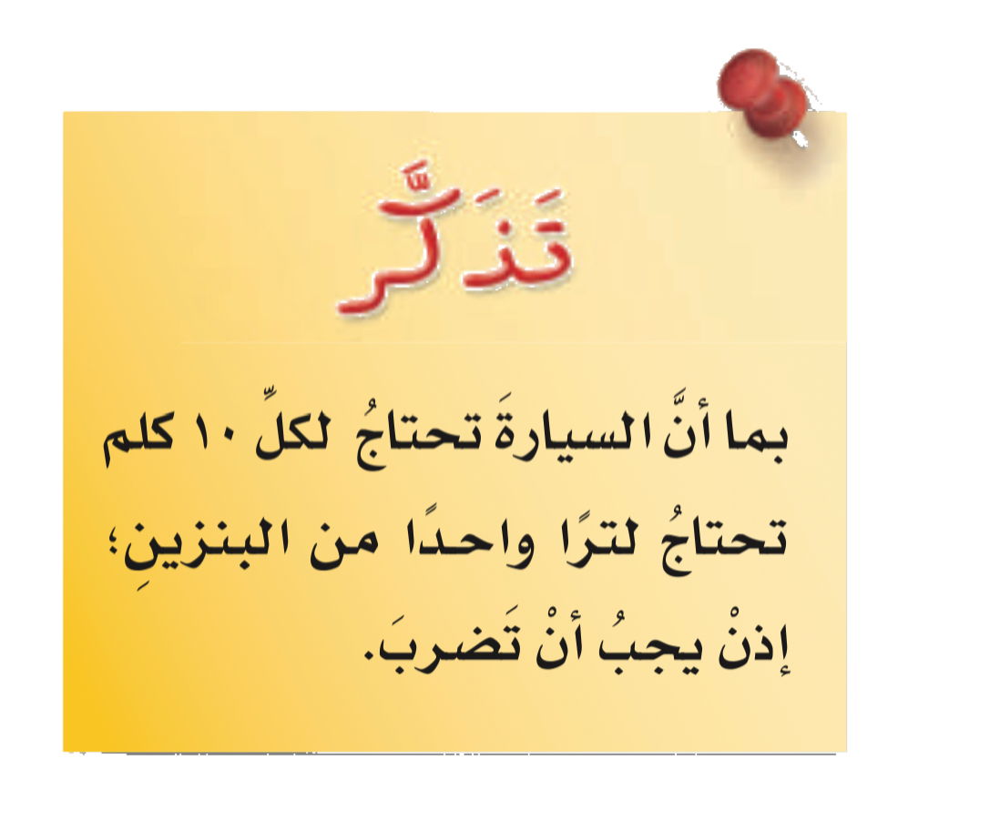 تَذَكَّر
بما أنَّ السيارةَ تحتاجُ لكلِّ ١٠ كلم
تحتاجُ لترًا واحدًا من البنزينِ؛
إذنْ يجبُ أنْ تَضربَ.